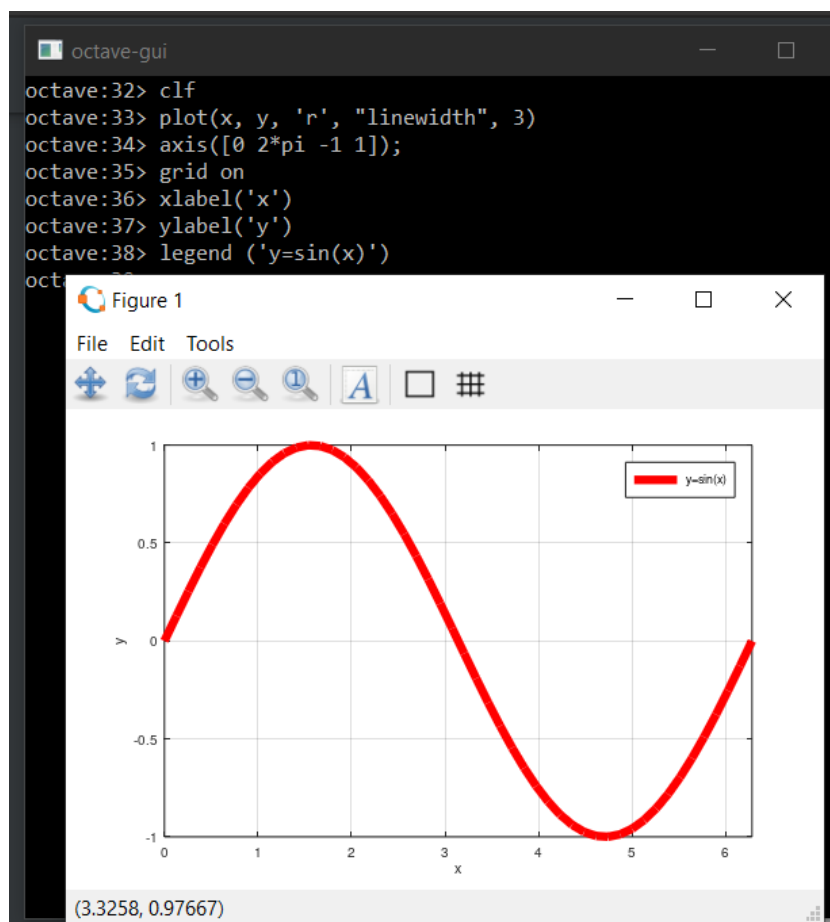 octave-gui
octave:32> clf
octave:33> plot(x, y, 'r', "linewidth", 3)
octave:34> axis([0 2*pi -1 1]);
octave:35> grid on
octave:36> xlabel('x')
octave:37> ylabel('y')
octave:38> legend ('y=sin(x)')
Figure 1
File Edit Tools
1
y=sin(x)
0.5
y
0
-0.5
-1
0 1 2 3 4 5 6
x
(3.3258, 0.97667)